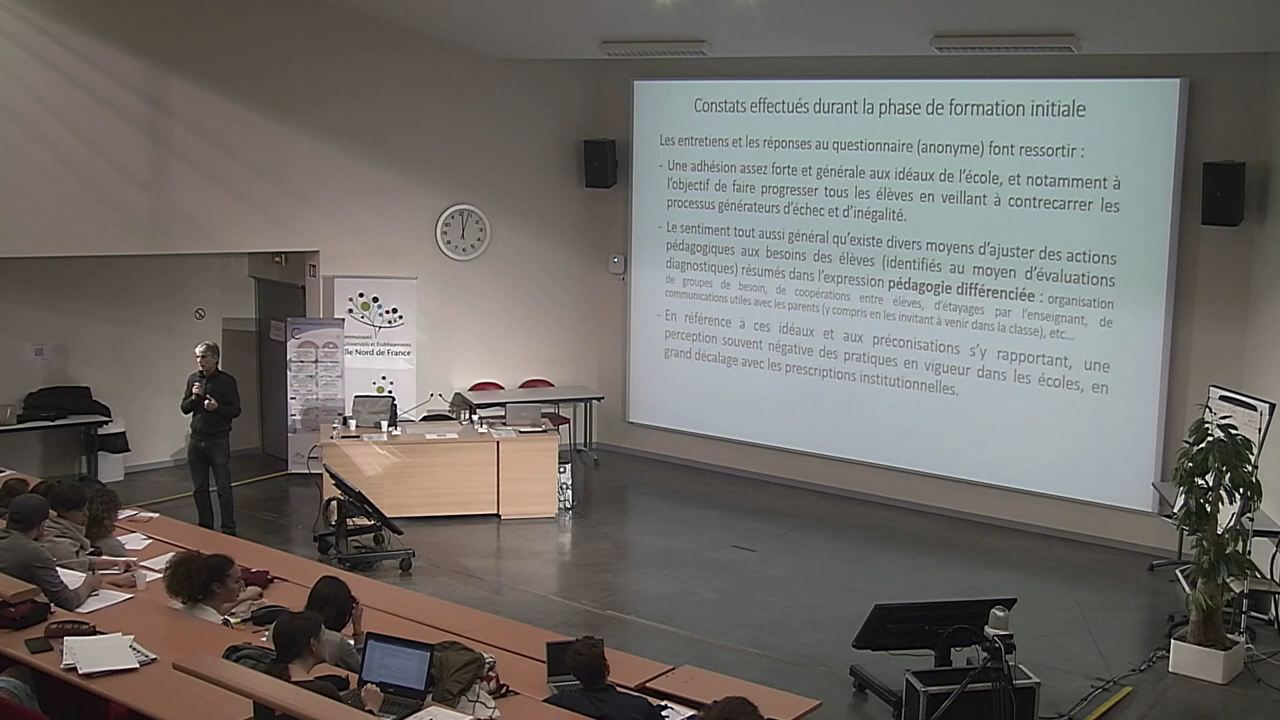 Constats effectués durant la phase de formation initiale
Les entretiens et les réponses au questionnaire (anonyme) font ressortir :
- Une adhésion assez forte et générale aux idéaux de l'école, et notamment à
l'objectif de faire progresser tous les élèves en veillant à contrecarrer les
processus générateurs d'échec et d'inégalité.
- Le sentiment tout aussi général qu'existe divers moyens d'ajuster des actions
pédagogiques aux besoins des élèves (identifiés au moyen d'évaluations
diagnostiques) résumés dans l'expression pédagogie différenciée : organisation
de groupes de besoin, de coopérations entre élèves, d'étayages par l'enseignant, de
communications utiles avec les parents (y compris en les invitant à venir dans la classe), etc...
- En référence à ces idéaux et aux préconisations s'y rapportant, une
perception souvent négative des pratiques en vigueur dans les écoles, en
grand décalage avec les prescriptions institutionnelles.
ommunauté
Universités et Etablissements
lle Nord de France